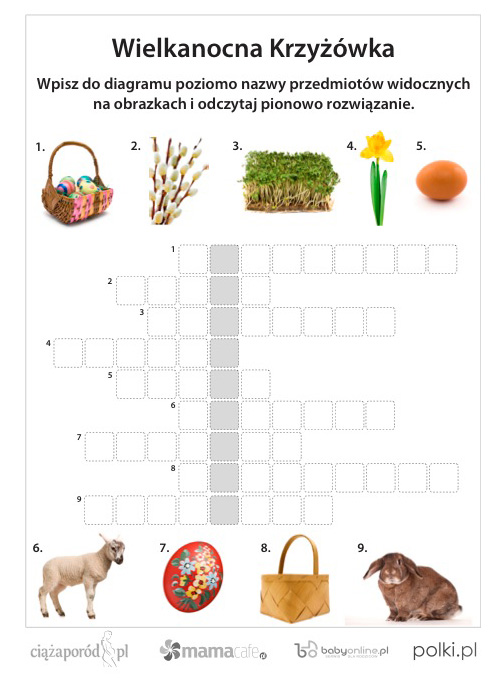 Wielkanocna Krzyżówka
Wpisz do diagramu poziomo nazwy przedmiotów widocznych
na obrazkach i odczytaj pionowo rozwiązanie.
1. 2. 3. 4. 5.
1
2
3
4
5
6
7
8
9
6. 7. 8. 9.
ciążaporód.pl mamacafe.pl babyonline.pl polki.pl